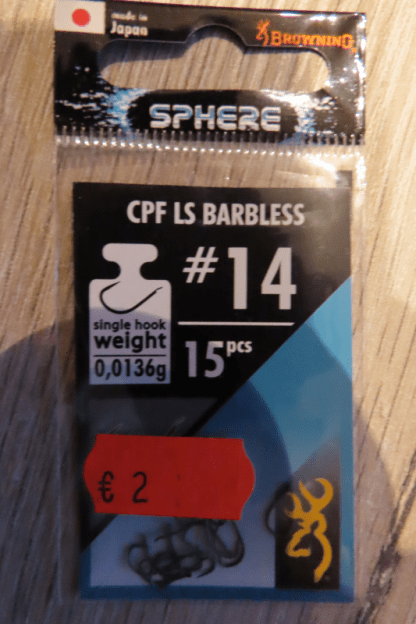 made in
Japan
BROWNING
SPHERE
CPF LS BARBLESS
#14
single hook
weight
0,0136g
15pcs
€ 2